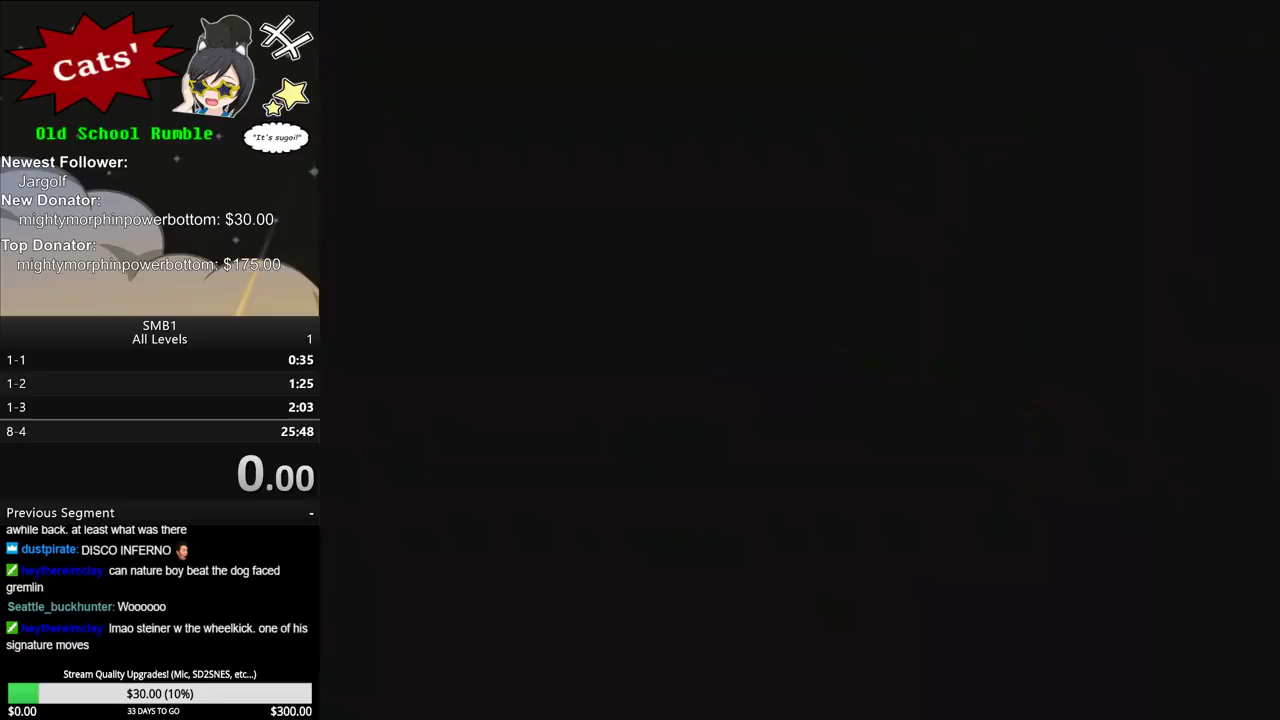 Cats'
Old School Rumble
"It's sugoi!"
Newest Follower:
Jargolf
New Donator:
mightymorphinpowerbottom: $30.00
Top Donator:
mightymorphinpowerbottom: $175.00
SMB1
All Levels 1
1-1 0:35
1-2 1:25
1-3 2:03
8-4 25:48
0.00
Previous Segment -
awhile back. at least what was there
dustpirate: DISCO INFERNO
heythereimclay: can nature boy beat the dog faced
gremlin
Seattle_buckhunter: Woooooo
heythereimclay: lmao steiner w the wheelkick. one of his
signature moves
Stream Quality Upgrades! (Mic, SD2SNES, etc...)
$30.00 (10%)
$0.00 33 DAYS TO GO $300.00